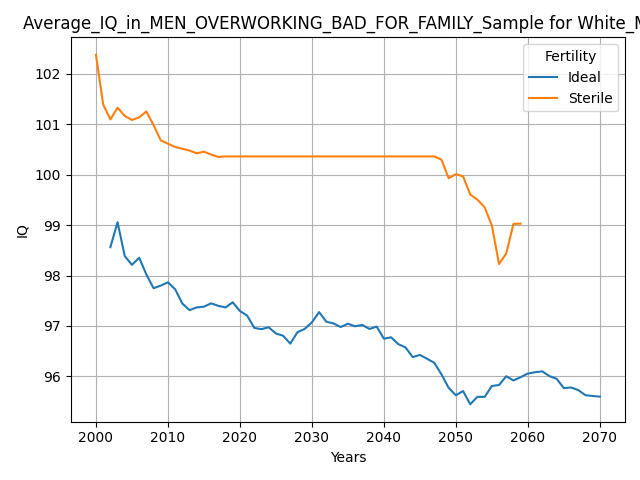 Average_IQ_in_MEN_OVERWORKING_BAD_FOR_FAMILY_Sample for White_M
Fertility
Ideal
Sterile
102
101
100
99
98
97
96
IQ
2000 2010 2020 2030 2040 2050 2060 2070
Years